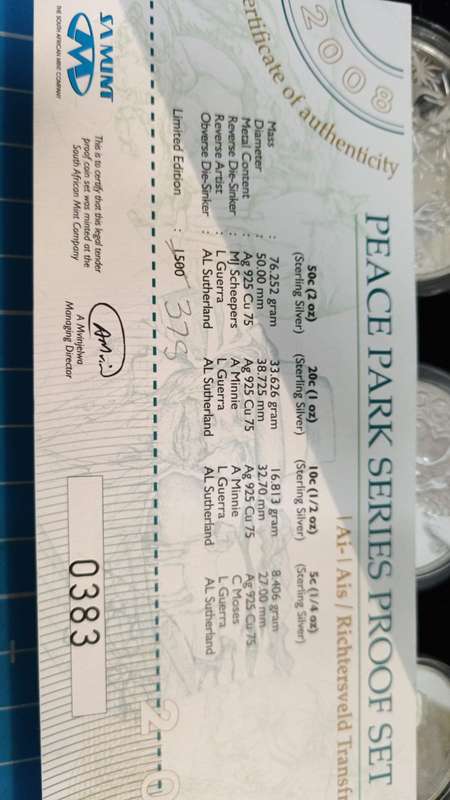 2008
ertificate of authenticity
PEACE PARK SERIES PROOF SET
|Ai-|Ais/Richtersveld Transf
50c (2 oz) 20c (1 oz) 10c (1/2 oz) 5c (1/4 oz)
(Sterling Silver) (Sterling Silver) (Sterling Silver) (Sterling Silver)
Mass : 76.252 gram 33.626 gram 16.813 gram 8.406 gram
Diameter : 50.00 mm 38.725 mm 32.70 mm 27.00 mm
Metal Content : Ag 925 Cu 75 Ag 925 Cu 75 Ag 925 Cu 75 Ag 925 Cu 75
Reverse Die-Sinker : MJ Scheepers A Minnie A Minnie C Moses
Reverse Artist : L Guerra L Guerra L Guerra L Guerra
Obverse Die-Sinker : AL Sutherland AL Sutherland AL Sutherland AL Sutherland
Limited Edition : 1500 378
20
SA MINT
THE SOUTH AFRICAN MINT COMPANY
This is to certify that this legal tender
proof coin set was minted at the
South African Mint Company
A Mvinjelwa
Managing Director
0383